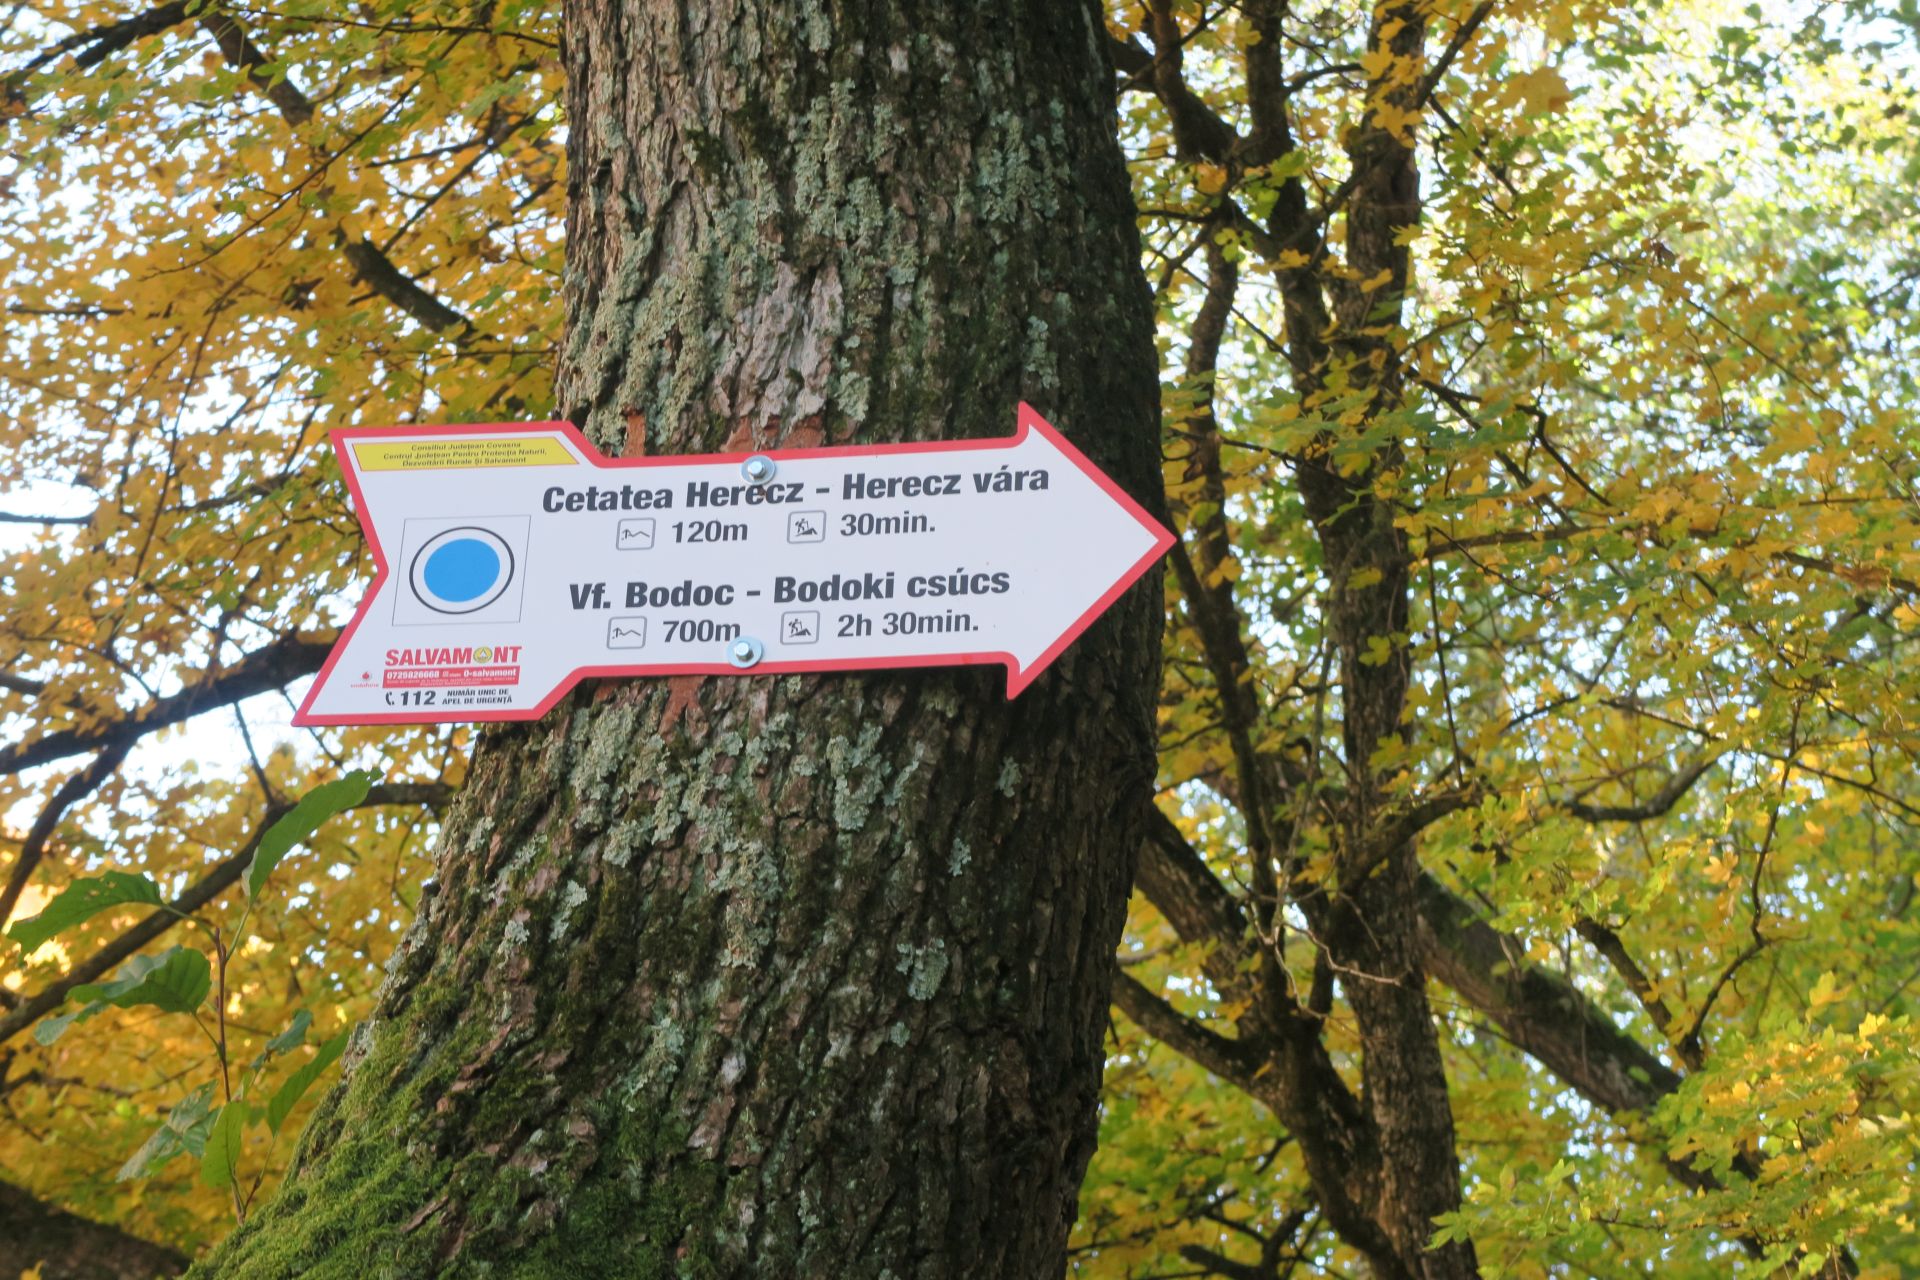 Consiliul Județean Covasna
Centrul Județean Pentru Protecția Naturii,
Dezvoltării Rurale Și Salvamont
Cetatea Herecz - Herecz vára
120m 30min.
Vf. Bodoc - Bodoki csúcs
700m 2h 30min.
SALVAMONT
0725826668 0-salvamont
112 NUMĂR UNIC DE
APEL DE URGENȚĂ